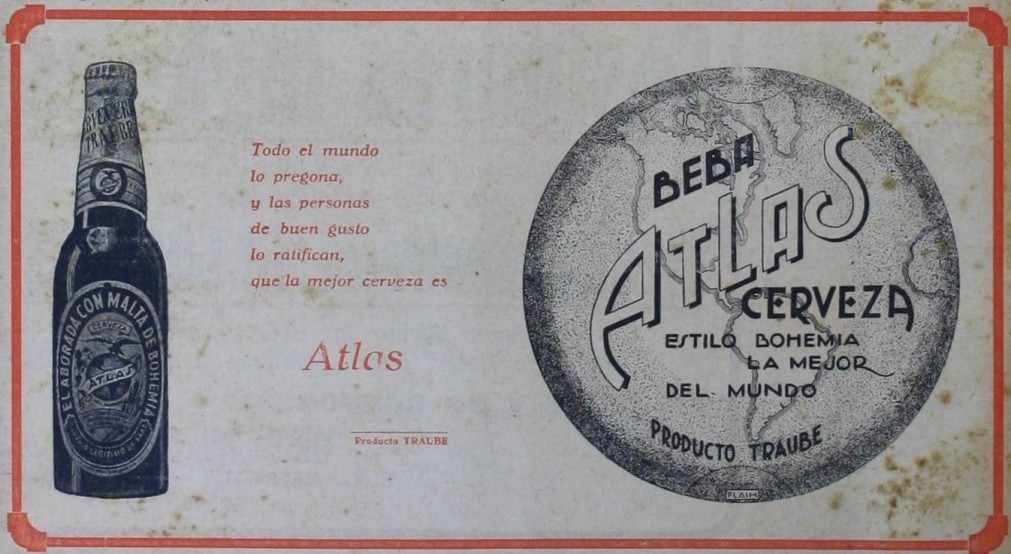 TRAUBE
ELABORADA CON MALTA DE BOHEMIA
CERVEZA
ATLAS
Todo el mundo
lo pregona,
y las personas
de buen gusto
lo ratifican,
que la mejor cerveza es
Atlas
Producto TRAUBE
BEBA
ATLAS
CERVEZA
ESTILO BOHEMIA
LA MEJOR
DEL MUNDO
PRODUCTO TRAUBE
FLAIM